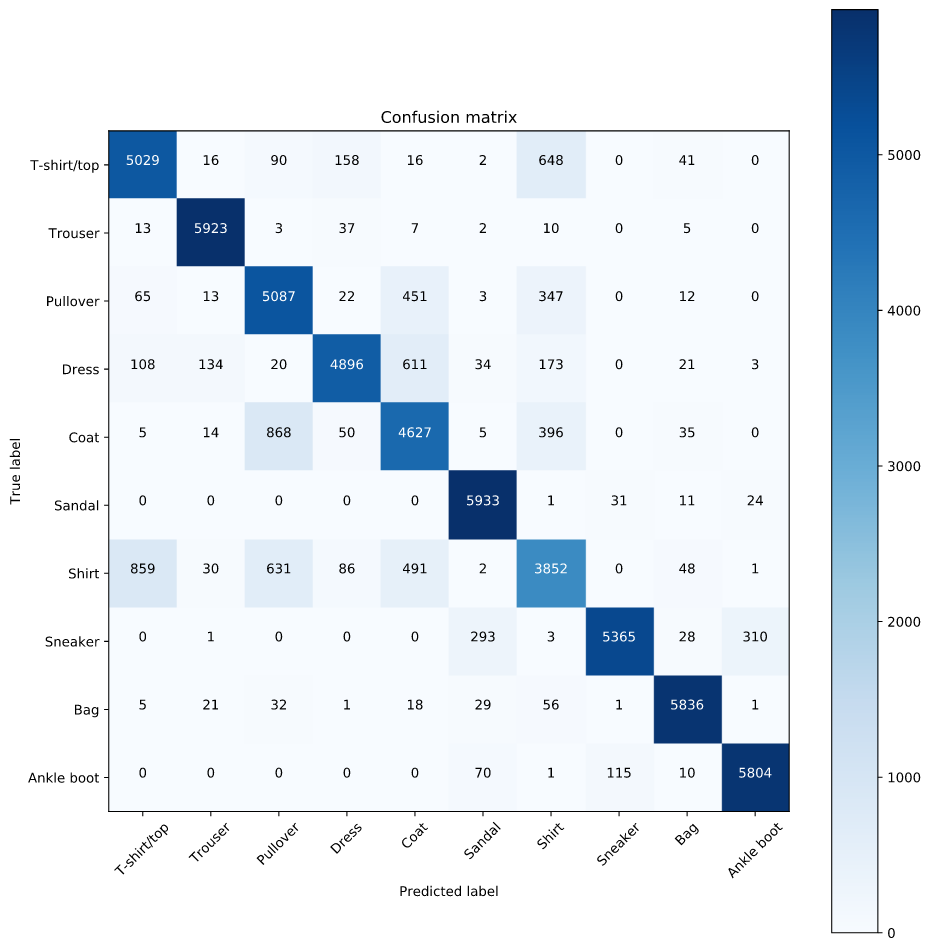 Confusion matrix
T-shirt/top 5029 16 90 158 16 2 648 0 41 0
Trouser 13 5923 3 37 7 2 10 0 5 0
Pullover 65 13 5087 22 451 3 347 0 12 0
Dress 108 134 20 4896 611 34 173 0 21 3
Coat 5 14 868 50 4627 5 396 0 35 0
Sandal 0 0 0 0 0 5933 1 31 11 24
Shirt 859 30 631 86 491 2 3852 0 48 1
Sneaker 0 1 0 0 0 293 3 5365 28 310
Bag 5 21 32 1 18 29 56 1 5836 1
Ankle boot 0 0 0 0 0 70 1 115 10 5804
T-shirt/top Trouser Pullover Dress Coat Sandal Shirt Sneaker Bag Ankle boot
Predicted label
True label
5000
4000
3000
2000
1000
0